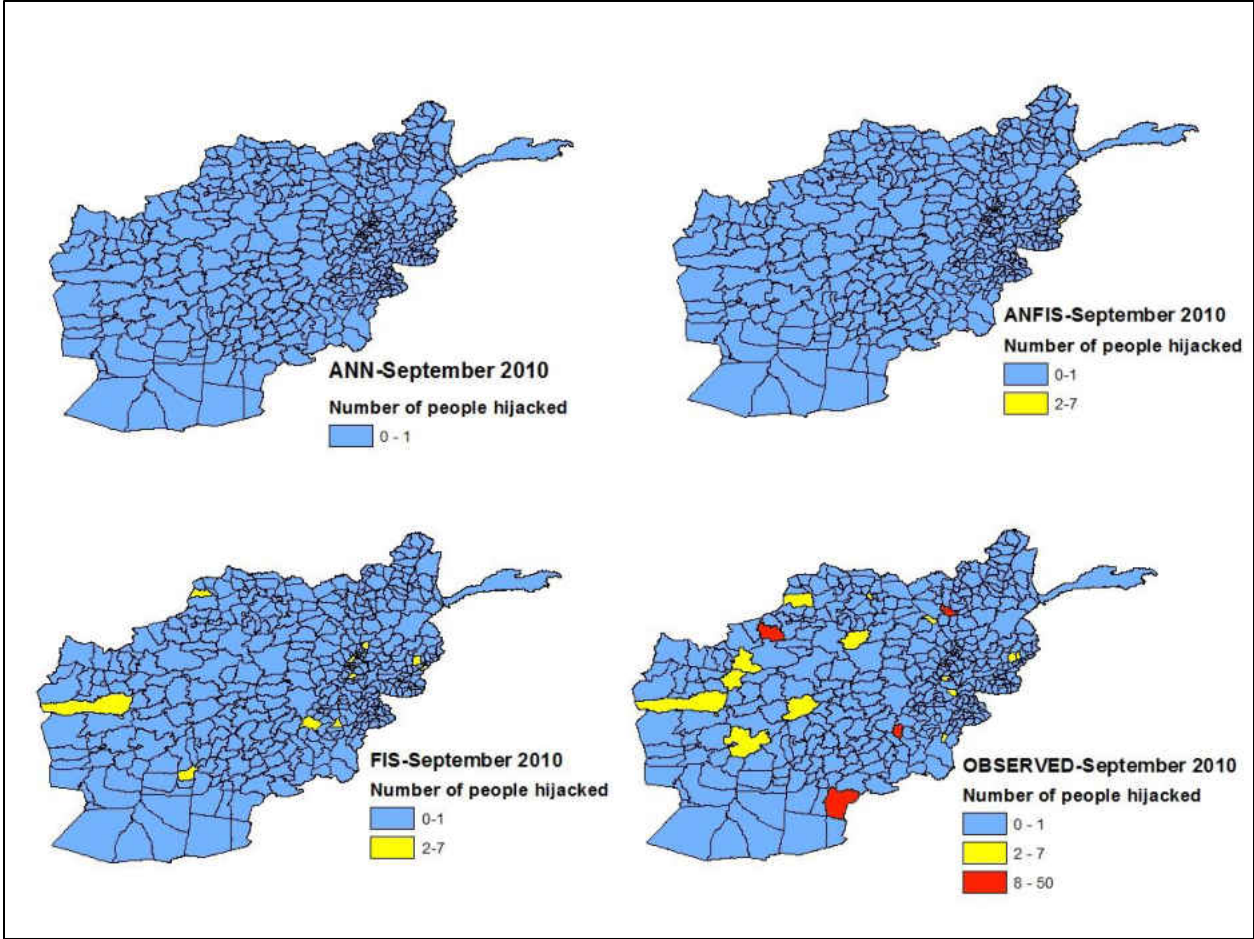 ANN-September 2010
Number of people hijacked
0 - 1
ANFIS-September 2010
Number of people hijacked
0-1
2-7
FIS-September 2010
Number of people hijacked
0-1
2-7
OBSERVED-September 2010
Number of people hijacked
0 - 1
2 - 7
8 - 50